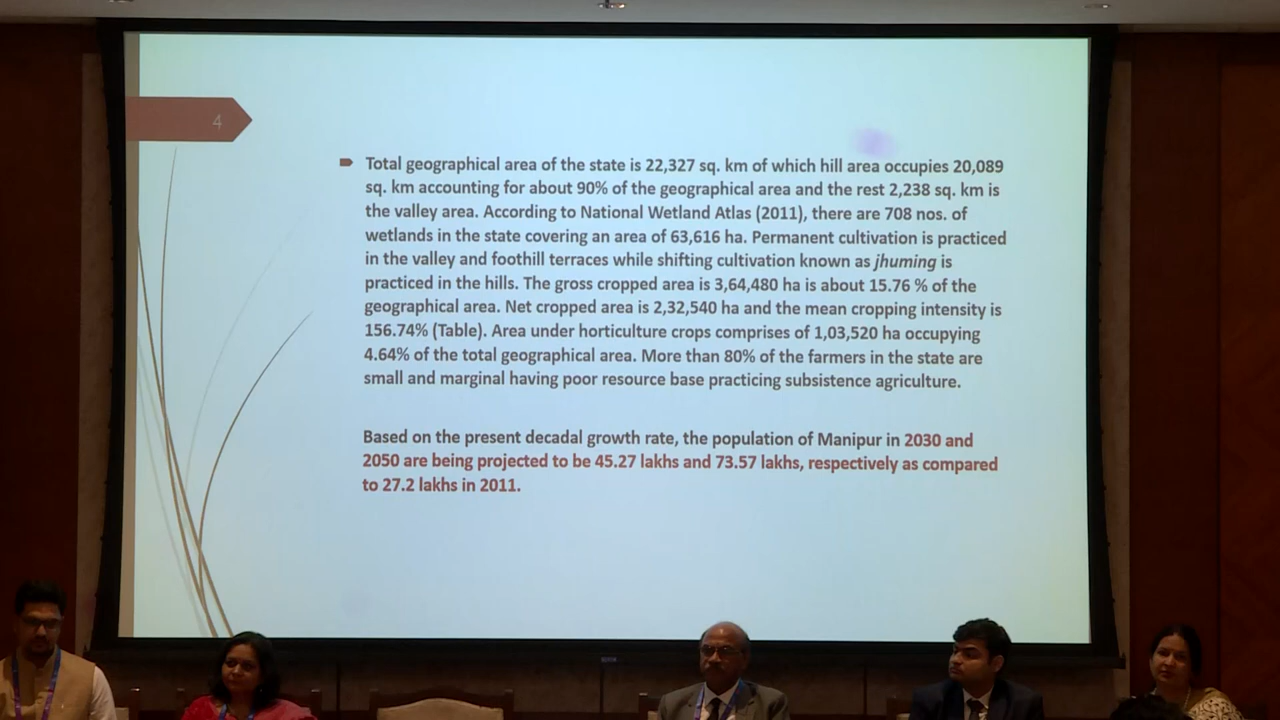 4
Total geographical area of the state is 22,327 sq. km of which hill area occupies 20,089
sq. km accounting for about 90% of the geographical area and the rest 2,238 sq. km is
the valley area. According to National Wetland Atlas (2011), there are 708 nos. of
wetlands in the state covering an area of 63,616 ha. Permanent cultivation is practiced
in the valley and foothill terraces while shifting cultivation known as jhuming is
practiced in the hills. The gross cropped area is 3,64,480 ha is about 15.76 % of the
geographical area. Net cropped area is 2,32,540 ha and the mean cropping intensity is
156.74% (Table). Area under horticulture crops comprises of 1,03,520 ha occupying
4.64% of the total geographical area. More than 80% of the farmers in the state are
small and marginal having poor resource base practicing subsistence agriculture.
Based on the present decadal growth rate, the population of Manipur in 2030 and
2050 are being projected to be 45.27 lakhs and 73.57 lakhs, respectively as compared
to 27.2 lakhs in 2011.